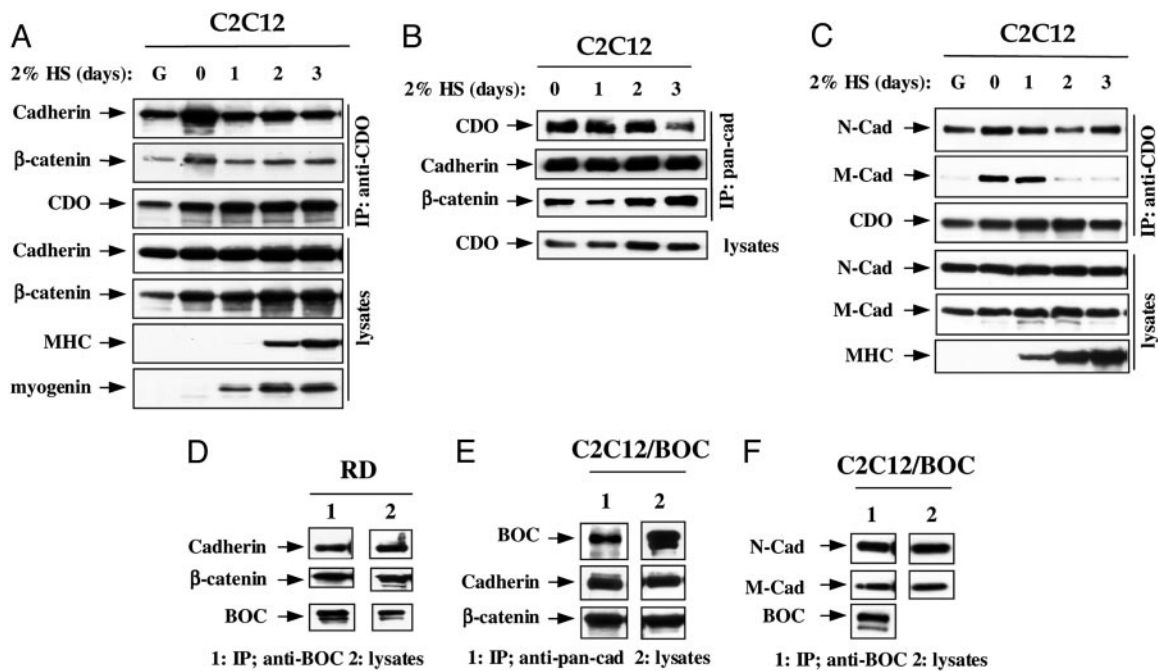 A
C2C12
2% HS (days): G 0 1 2 3
Cadherin
β-catenin
CDO
IP: anti-CDO
Cadherin
β-catenin
MHC
myogenin
lysates
B
C2C12
2% HS (days): 0 1 2 3
CDO
Cadherin
β-catenin
IP: pan-cad
CDO
lysates
C
C2C12
2% HS (days): G 0 1 2 3
N-Cad
M-Cad
CDO
IP: anti-CDO
N-Cad
M-Cad
MHC
lysates
D
RD
1 2
Cadherin
β-catenin
BOC
1: IP; anti-BOC 2: lysates
E
C2C12/BOC
1 2
BOC
Cadherin
β-catenin
1: IP; anti-pan-cad 2: lysates
F
C2C12/BOC
1 2
N-Cad
M-Cad
BOC
1: IP; anti-BOC 2: lysates